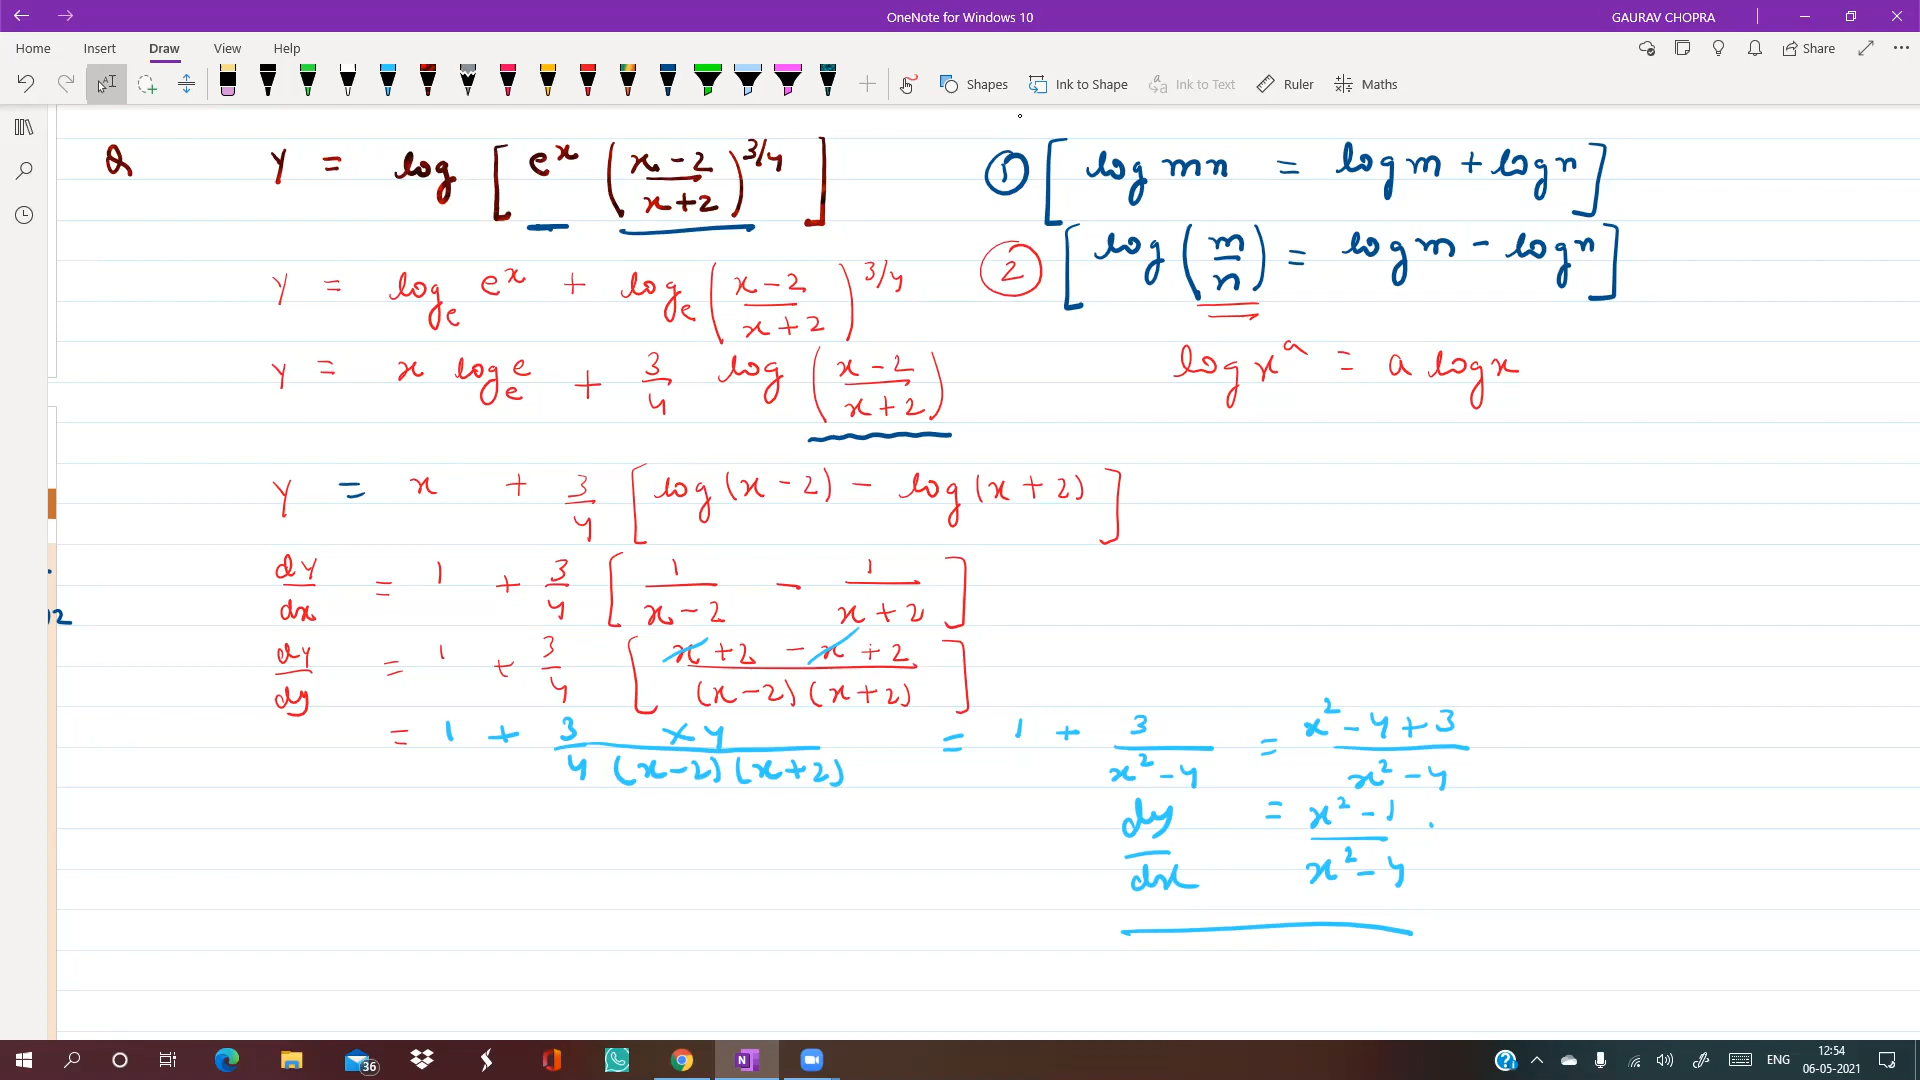 OneNote for Windows 10
GAURAV CHOPRA
Home Insert Draw View Help
Share
Shapes Ink to Shape Ink to Text Ruler Maths
Q y = log [ e^x ((x-2)/(x+2))^3/4 ]
① [ log mn = log m + log n ]
② [ log (m/n) = log m - log n ]
y = log_e e^x + log_e ((x-2)/(x+2))^3/4
y = x log_e e + 3/4 log ((x-2)/(x+2))
log x^a = a log x
y = x + 3/4 [ log (x-2) - log (x+2) ]
dy/dx = 1 + 3/4 [ 1/(x-2) - 1/(x+2) ]
dy/dy = 1 + 3/4 [ (x+2-x+2)/((x-2)(x+2)) ]
= 1 + (3 × 4)/(4 (x-2)(x+2)) = 1 + 3/(x^2-4) = (x^2-4+3)/(x^2-4)
dy/dx = (x^2-1)/(x^2-4) .
36
ENG
12:54
06-05-2021